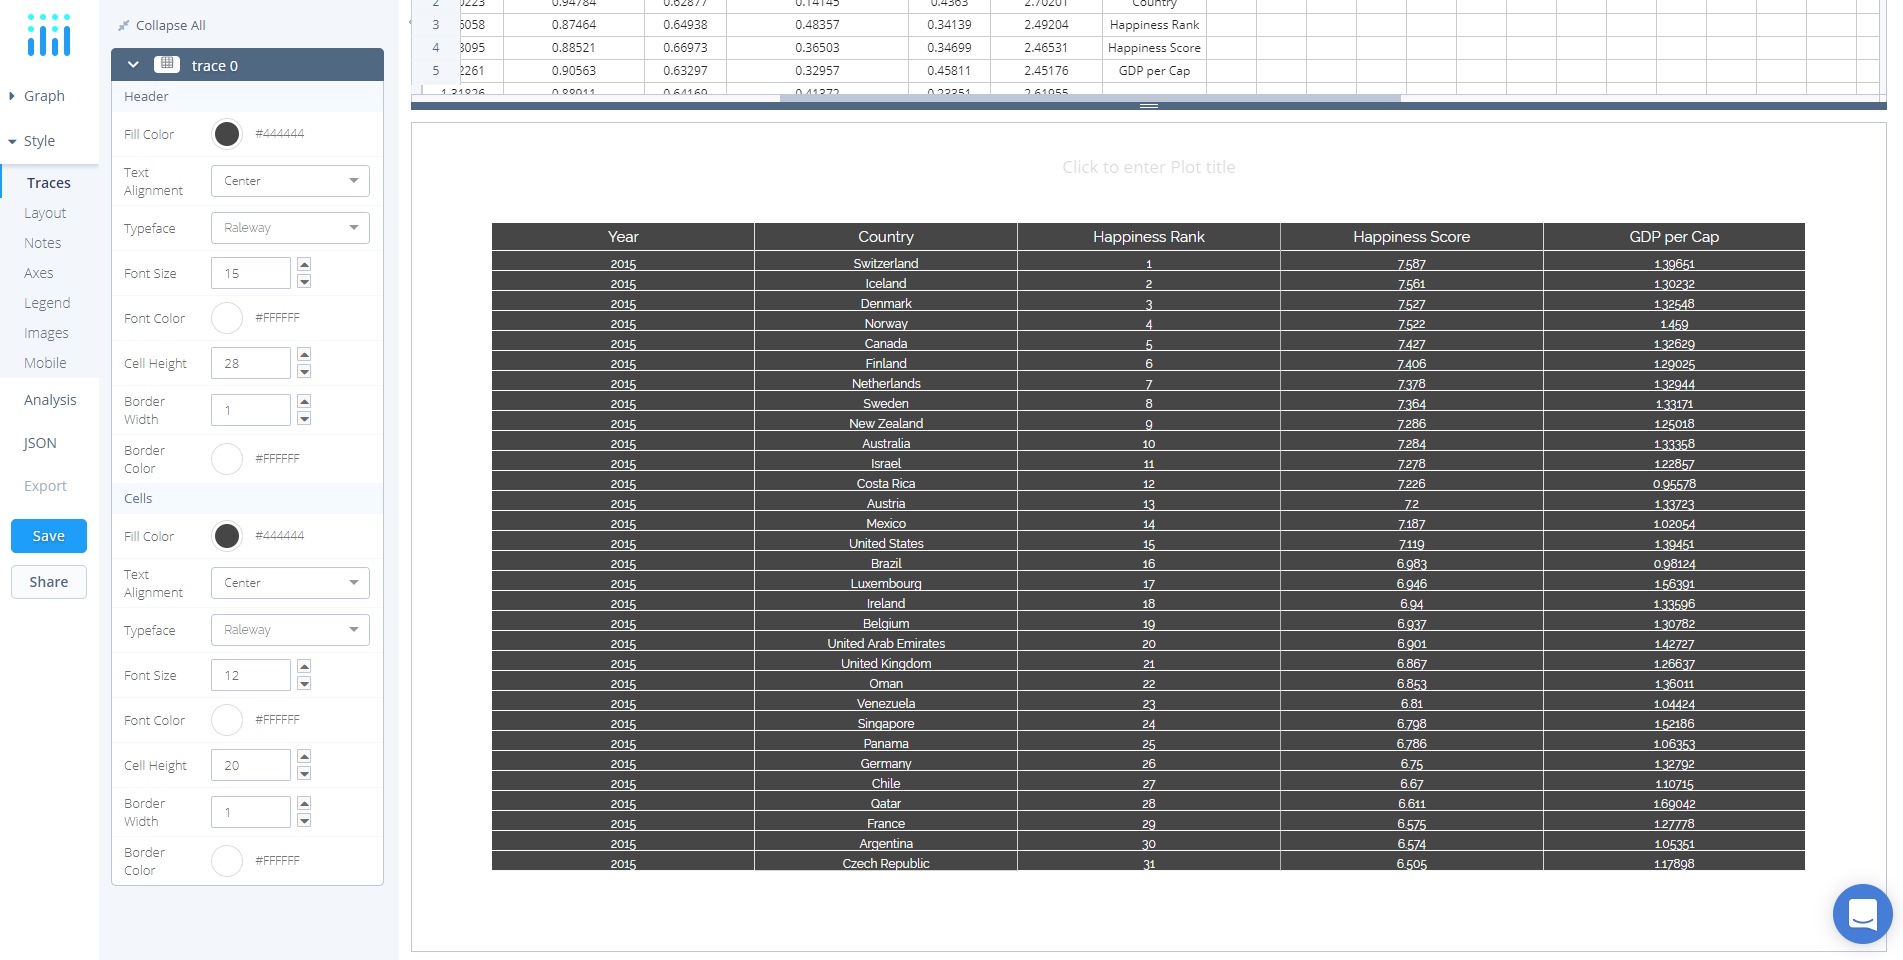 Graph
Style
Traces
Layout
Notes
Axes
Legend
Images
Mobile
Analysis
JSON
Export
Save
Share
Collapse All
trace 0
Header
Fill Color #444444
Text Alignment Center
Typeface Raleway
Font Size 15
Font Color #FFFFFF
Cell Height 28
Border Width 1
Border Color #FFFFFF
Cells
Fill Color #444444
Text Alignment Center
Typeface Raleway
Font Size 12
Font Color #FFFFFF
Cell Height 20
Border Width 1
Border Color #FFFFFF
2 0.94784 0.62877 0.14145 0.4363 2.70201 Country
3 0.87464 0.64938 0.48357 0.34139 2.49204 Happiness Rank
4 0.88521 0.66973 0.36503 0.34699 2.46531 Happiness Score
5 0.90563 0.63297 0.32957 0.45811 2.45176 GDP per Cap
Click to enter Plot title
Year Country Happiness Rank Happiness Score GDP per Cap
2015 Switzerland 1 7.587 1.39651
2015 Iceland 2 7.561 1.30232
2015 Denmark 3 7.527 1.32548
2015 Norway 4 7.522 1.459
2015 Canada 5 7.427 1.32629
2015 Finland 6 7.406 1.29025
2015 Netherlands 7 7.378 1.32944
2015 Sweden 8 7.364 1.33171
2015 New Zealand 9 7.286 1.25018
2015 Australia 10 7.284 1.33358
2015 Israel 11 7.278 1.22857
2015 Costa Rica 12 7.226 0.95578
2015 Austria 13 7.2 1.33723
2015 Mexico 14 7.187 1.02054
2015 United States 15 7.119 1.39451
2015 Brazil 16 6.983 0.98124
2015 Luxembourg 17 6.946 1.56391
2015 Ireland 18 6.94 1.33596
2015 Belgium 19 6.937 1.30782
2015 United Arab Emirates 20 6.901 1.42727
2015 United Kingdom 21 6.867 1.26637
2015 Oman 22 6.853 1.36011
2015 Venezuela 23 6.81 1.04424
2015 Singapore 24 6.798 1.52186
2015 Panama 25 6.786 1.06353
2015 Germany 26 6.75 1.32792
2015 Chile 27 6.67 1.10715
2015 Qatar 28 6.611 1.69042
2015 France 29 6.575 1.27778
2015 Argentina 30 6.574 1.05351
2015 Czech Republic 31 6.505 1.17898